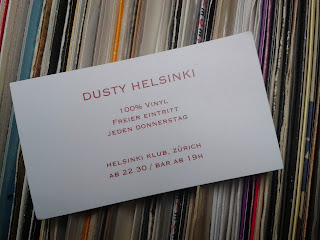 DUSTY HELSINKI
100% VINYL
FREIER EINTRITT
JEDEN DONNERSTAG
HELSINKI KLUB, ZÜRICH
AB 22.30 / BAR AB 19H